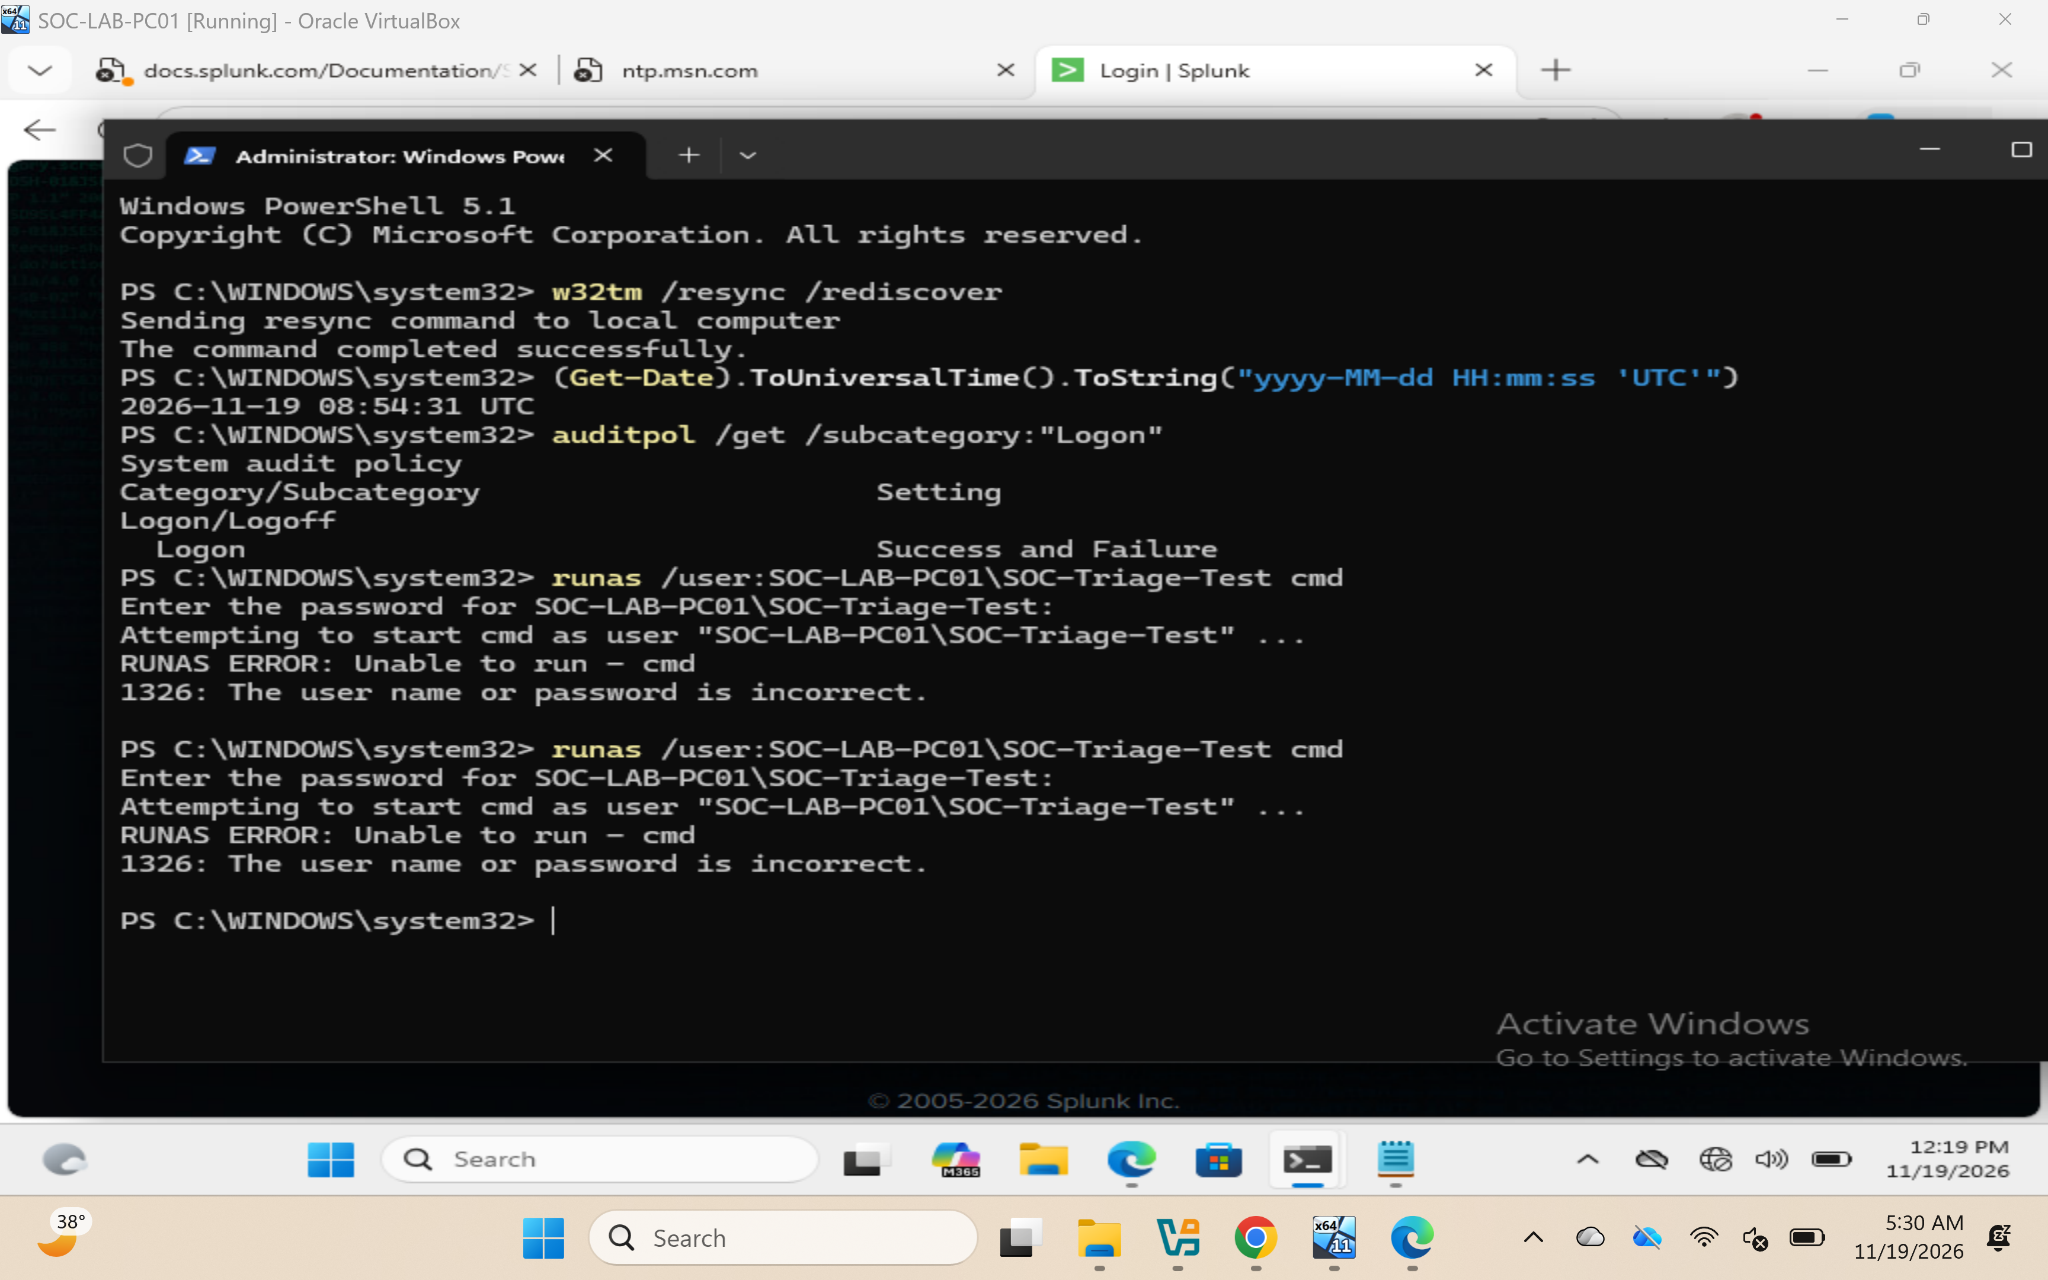 SOC-LAB-PC01 [Running] - Oracle VirtualBox
docs.splunk.com/Documentation/
ntp.msn.com
Login | Splunk
Administrator: Windows Powe
Windows PowerShell 5.1
Copyright (C) Microsoft Corporation. All rights reserved.
PS C:\WINDOWS\system32> w32tm /resync /rediscover
Sending resync command to local computer
The command completed successfully.
PS C:\WINDOWS\system32> (Get-Date).ToUniversalTime().ToString("yyyy-MM-dd HH:mm:ss 'UTC'")
2026-11-19 08:54:31 UTC
PS C:\WINDOWS\system32> auditpol /get /subcategory:"Logon"
System audit policy
Category/Subcategory Setting
Logon/Logoff
Logon Success and Failure
PS C:\WINDOWS\system32> runas /user:SOC-LAB-PC01\SOC-Triage-Test cmd
Enter the password for SOC-LAB-PC01\SOC-Triage-Test:
Attempting to start cmd as user "SOC-LAB-PC01\SOC-Triage-Test" ...
RUNAS ERROR: Unable to run - cmd
1326: The user name or password is incorrect.
PS C:\WINDOWS\system32> runas /user:SOC-LAB-PC01\SOC-Triage-Test cmd
Enter the password for SOC-LAB-PC01\SOC-Triage-Test:
Attempting to start cmd as user "SOC-LAB-PC01\SOC-Triage-Test" ...
RUNAS ERROR: Unable to run - cmd
1326: The user name or password is incorrect.
PS C:\WINDOWS\system32>
Activate Windows
Go to Settings to activate Windows.
© 2005-2026 Splunk Inc.
Search
M365
12:19 PM
11/19/2026
38°
Search
x64
11
5:30 AM
11/19/2026